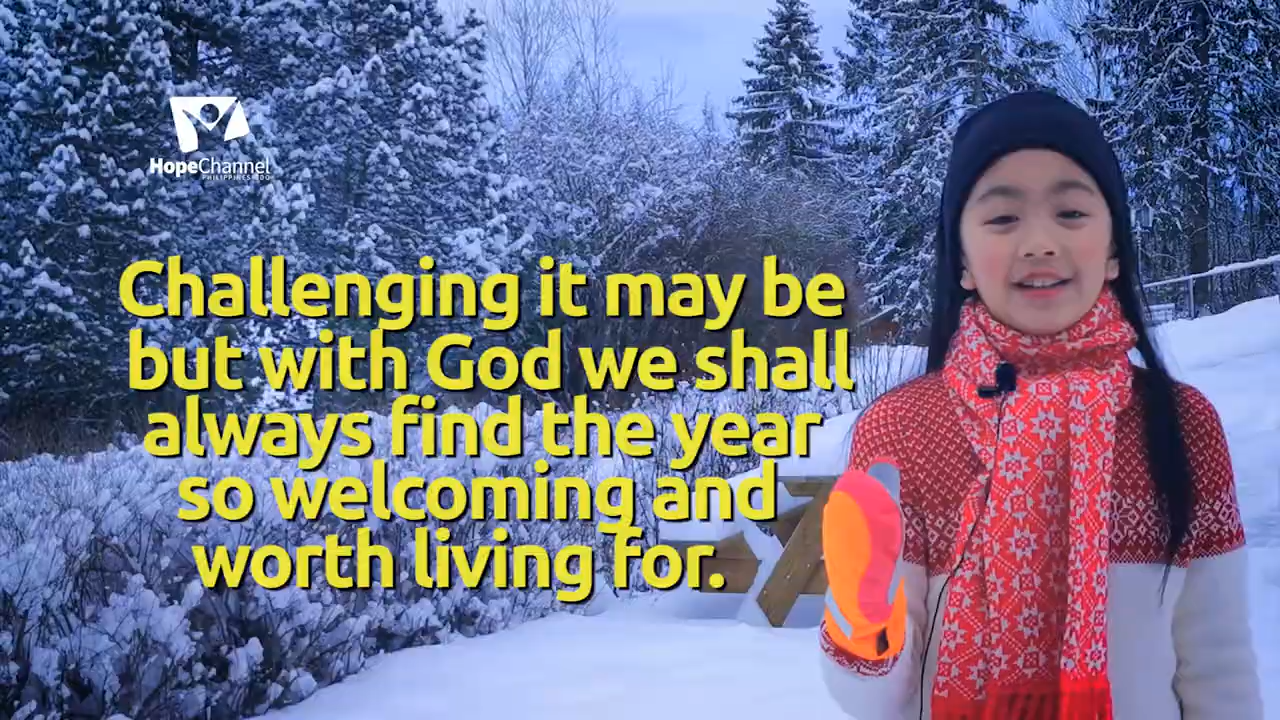 HopeChannel
PHILIPPINES
Challenging it may be
but with God we shall
always find the year
so welcoming and
worth living for.